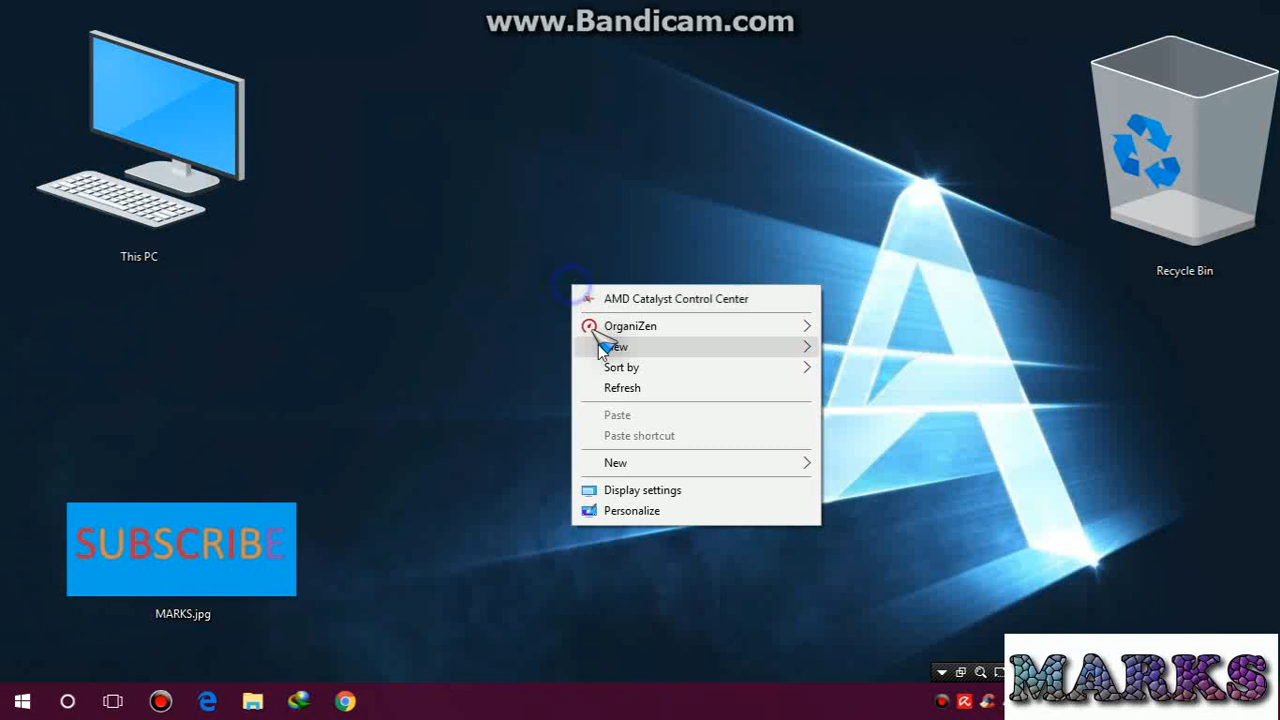 www.Bandicam.com
This PC
Recycle Bin
AMD Catalyst Control Center
OrganiZen
Sort by
Refresh
Paste
Paste shortcut
New
Display settings
Personalize
SUBSCRIBE
MARKS.jpg
MARKS